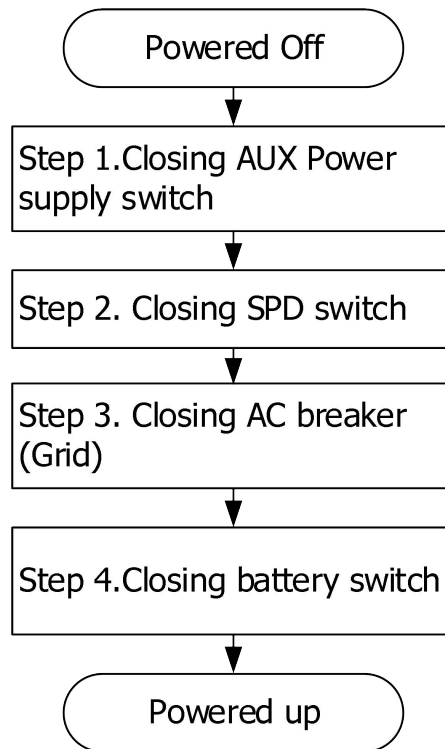 Powered Off
Step 1.Closing AUX Power
supply switch
Step 2. Closing SPD switch
Step 3. Closing AC breaker
(Grid)
Step 4.Closing battery switch
Powered up